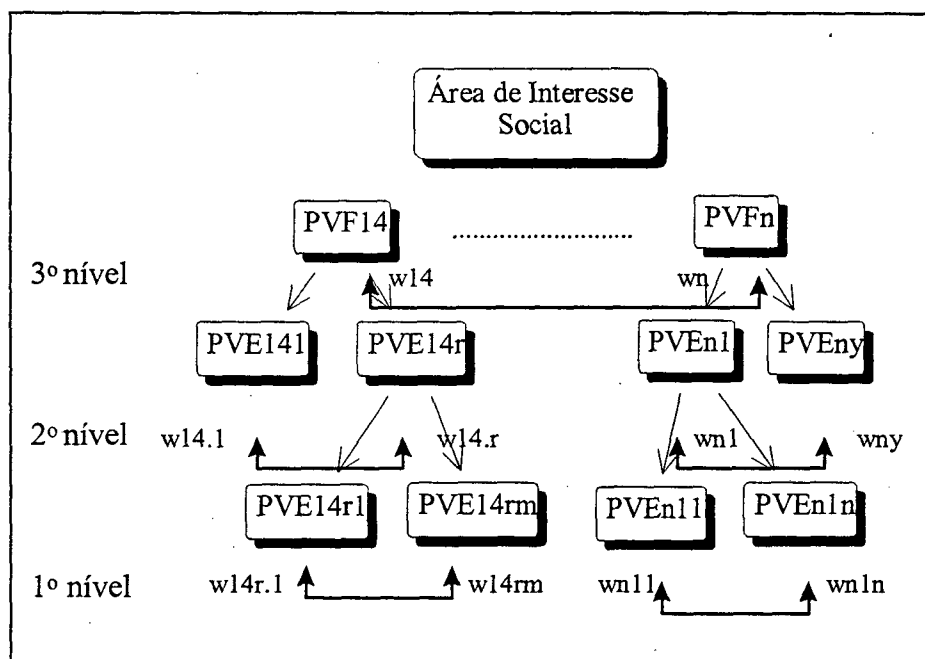 Área de Interesse
Social
PVF14 ........................... PVFn
3º nível
w14 wn
PVE141 PVE14r PVEn1 PVEny
2º nível w14.1 w14.r wn1 wny
PVE14r1 PVE14rm PVEn11 PVEn1n
1º nível w14r.1 w14rm wn11 wn1n